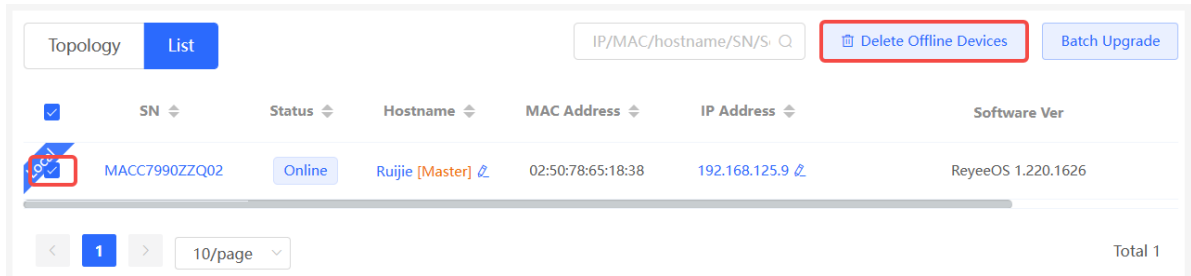 Topology List IP/MAC/hostname/SN/S Delete Offline Devices Batch Upgrade
SN Status Hostname MAC Address IP Address Software Ver
Local
MACC7990ZZQ02 Online Ruijie [Master] 02:50:78:65:18:38 192.168.125.9 ReyeeOS 1.220.1626
1 10/page Total 1